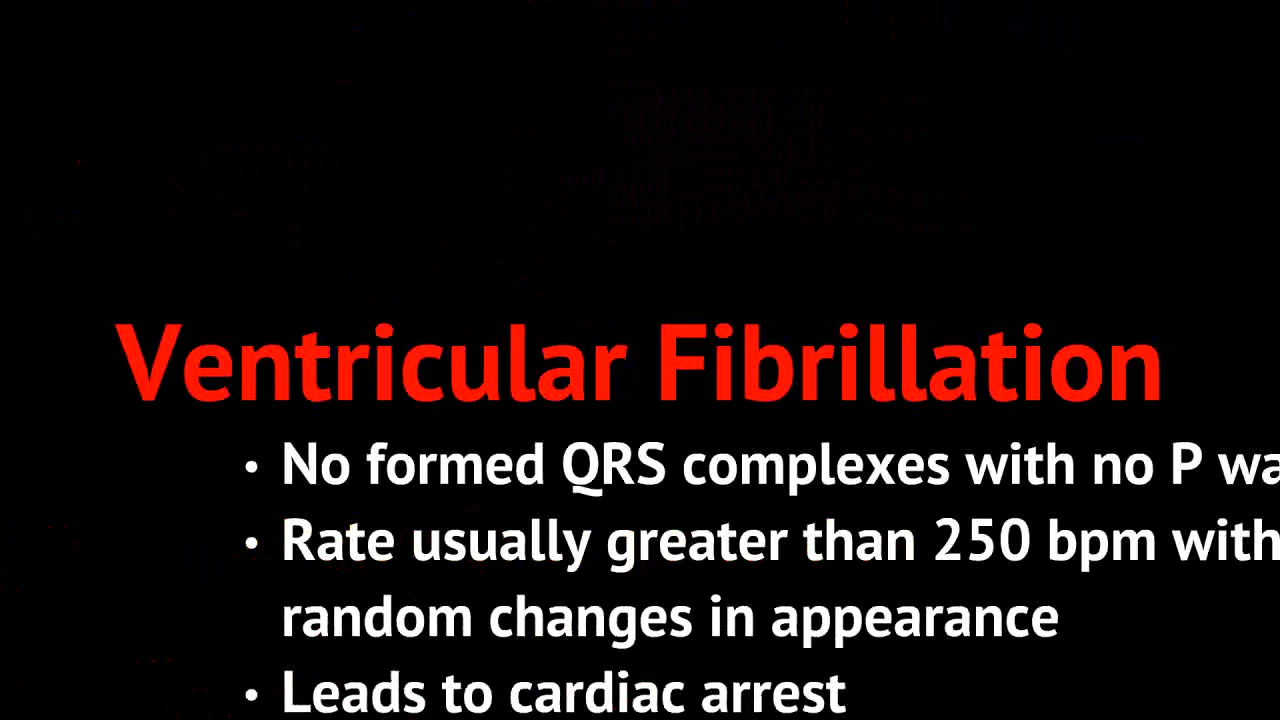 Ventricular Fibrillation
• No formed QRS complexes with no P wa
• Rate usually greater than 250 bpm with
random changes in appearance
• Leads to cardiac arrest